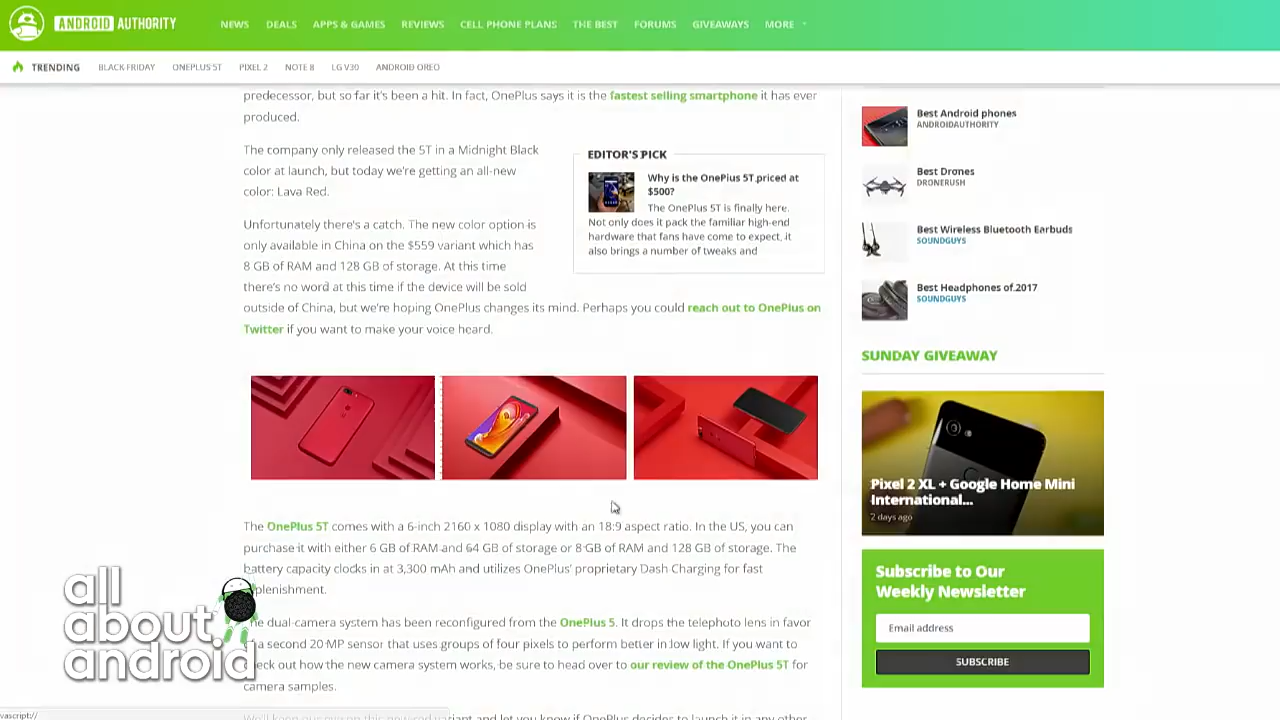 ANDROID AUTHORITY
NEWS DEALS APPS & GAMES REVIEWS CELL PHONE PLANS THE BEST FORUMS GIVEAWAYS MORE
TRENDING BLACK FRIDAY ONEPLUS 5T PIXEL 2 NOTE 8 LG V30 ANDROID OREO
predecessor, but so far it's been a hit. In fact, OnePlus says it is the fastest selling smartphone it has ever
produced.
The company only released the 5T in a Midnight Black
color at launch, but today we're getting an all-new
color: Lava Red.
Unfortunately there's a catch. The new color option is
only available in China on the $559 variant which has
8 GB of RAM and 128 GB of storage. At this time
there's no word at this time if the device will be sold
outside of China, but we're hoping OnePlus changes its mind. Perhaps you could reach out to OnePlus on
Twitter if you want to make your voice heard.
EDITOR'S PICK
Why is the OnePlus 5T priced at
$500?
The OnePlus 5T is finally here.
Not only does it pack the familiar high-end
hardware that fans have come to expect, it
also brings a number of tweaks and
The OnePlus 5T comes with a 6-inch 2160 x 1080 display with an 18:9 aspect ratio. In the US, you can
purchase it with either 6 GB of RAM and 64 GB of storage or 8 GB of RAM and 128 GB of storage. The
battery capacity clocks in at 3,300 mAh and utilizes OnePlus' proprietary Dash Charging for fast
plenishment.
dual-camera system has been reconfigured from the OnePlus 5. It drops the telephoto lens in favor
a second 20 MP sensor that uses groups of four pixels to perform better in low light. If you want to
eck out how the new camera system works, be sure to head over to our review of the OnePlus 5T for
camera samples.
variant and let you know if OnePlus decides to launch it in any other
Best Android phones
ANDROIDAUTHORITY
Best Drones
DRONERUSH
Best Wireless Bluetooth Earbuds
SOUNDGUYS
Best Headphones of 2017
SOUNDGUYS
SUNDAY GIVEAWAY
Pixel 2 XL + Google Home Mini
International...
2 days ago
Subscribe to Our
Weekly Newsletter
Email address
SUBSCRIBE
all
about
android
vascript://